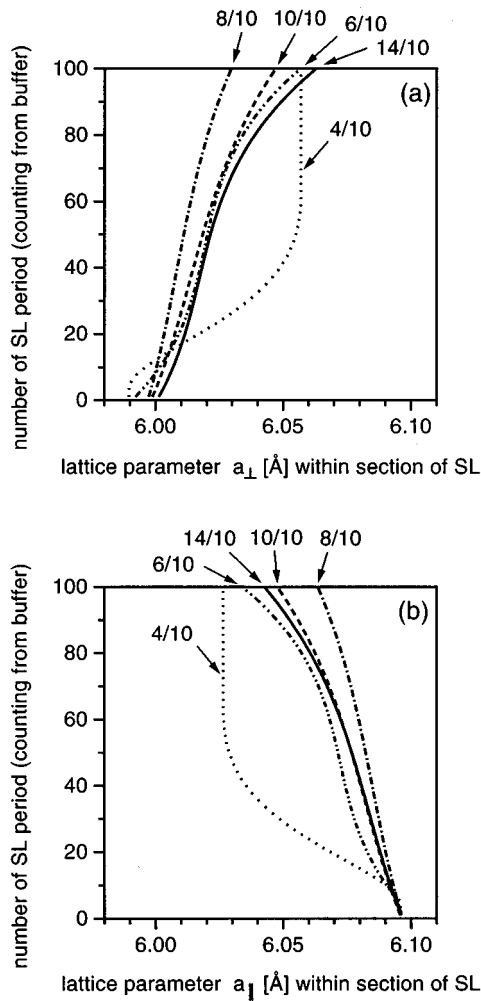 8/10 10/10 6/10
14/10
100
(a)
80
4/10
60
40
20
0
6.00 6.05 6.10
number of SL period (counting from buffer)
lattice parameter a⊥ [Å] within section of SL
14/10 10/10 8/10
6/10
100
(b)
4/10
80
60
40
20
0
6.00 6.05 6.10
number of SL period (counting from buffer)
lattice parameter a∥ [Å] within section of SL